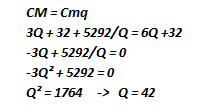 CM = Cmq
3Q + 32 + 5292/Q = 6Q +32
-3Q + 5292/Q = 0
-3Q² + 5292 = 0
Q² = 1764 -> Q = 42